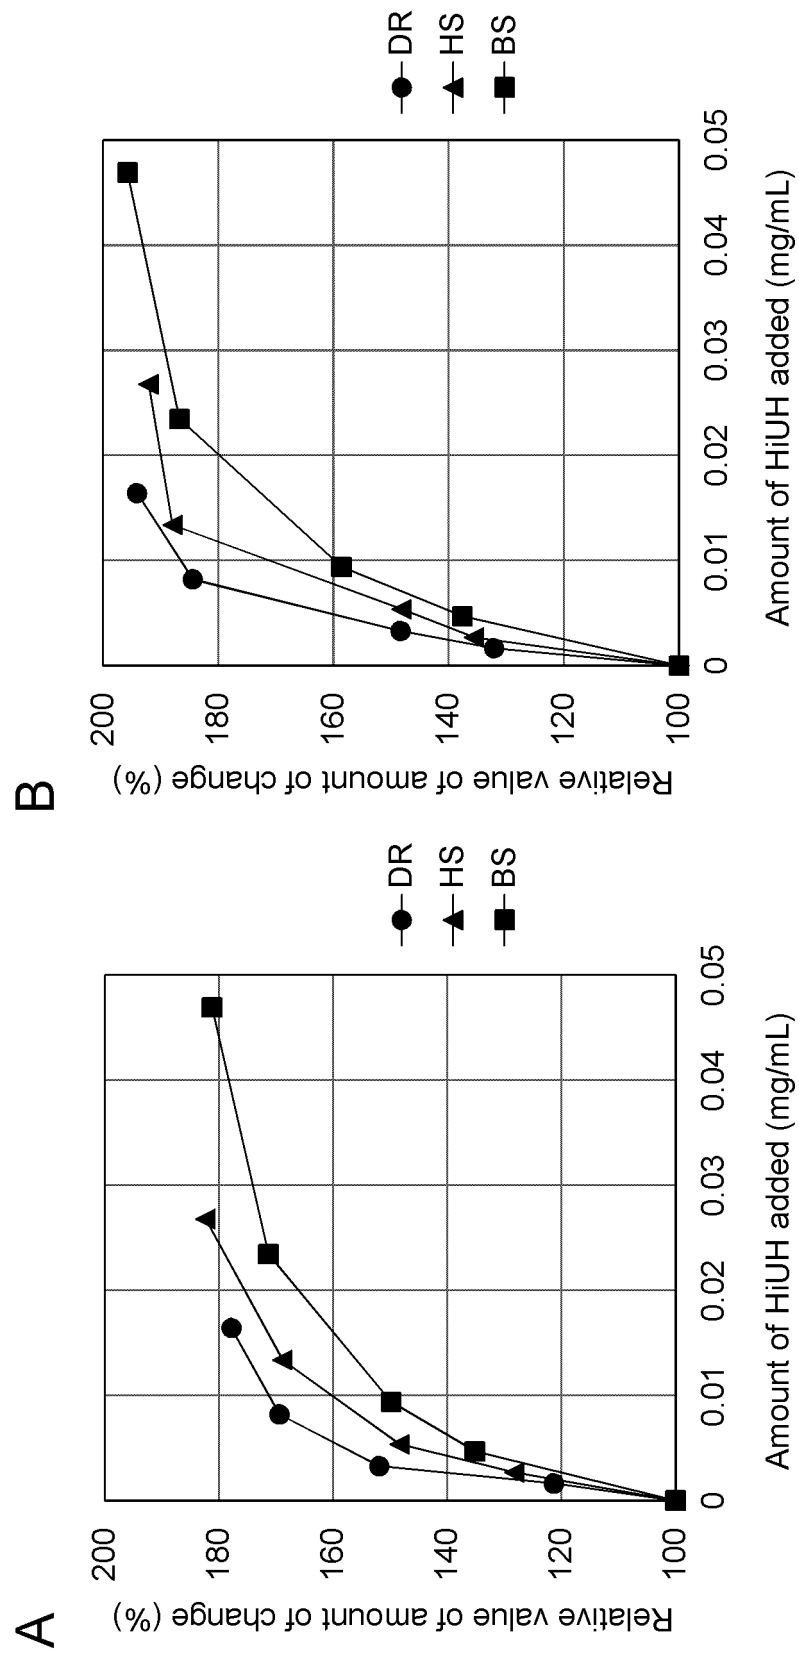 A
Relative value of amount of change (%)
200
180
160
140
120
100
0
0.01
0.02
0.03
0.04
0.05
Amount of HiUH added (mg/mL)
DR
HS
BS
B
Relative value of amount of change (%)
200
180
160
140
120
100
0
0.01
0.02
0.03
0.04
0.05
Amount of HiUH added (mg/mL)
DR
HS
BS